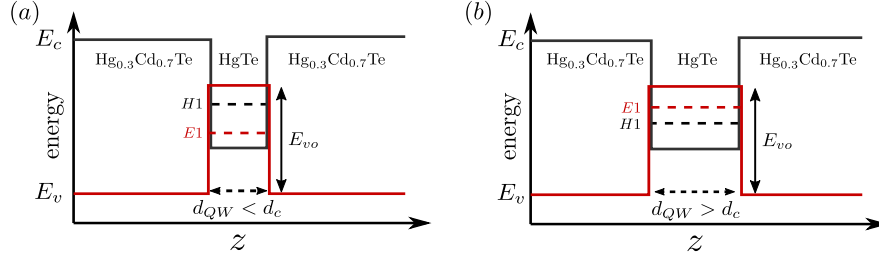 (a)
E_c
Hg_{0.3}Cd_{0.7}Te
HgTe
Hg_{0.3}Cd_{0.7}Te
energy
H1
E1
E_{vo}
E_v
d_{QW} < d_c
z
(b)
E_c
Hg_{0.3}Cd_{0.7}Te
HgTe
Hg_{0.3}Cd_{0.7}Te
energy
E1
H1
E_{vo}
E_v
d_{QW} > d_c
z